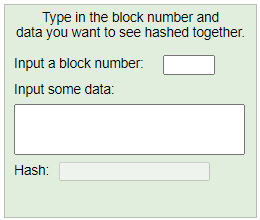 Type in the block number and
data you want to see hashed together.
Input a block number:
Input some data:
Hash: